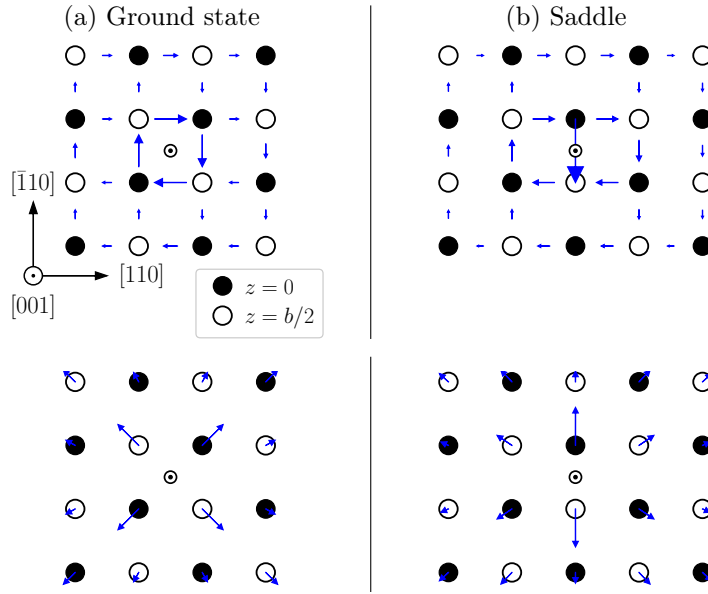 (a) Ground state
(b) Saddle
[1̄10]
[110]
[001]
z = 0
z = b/2